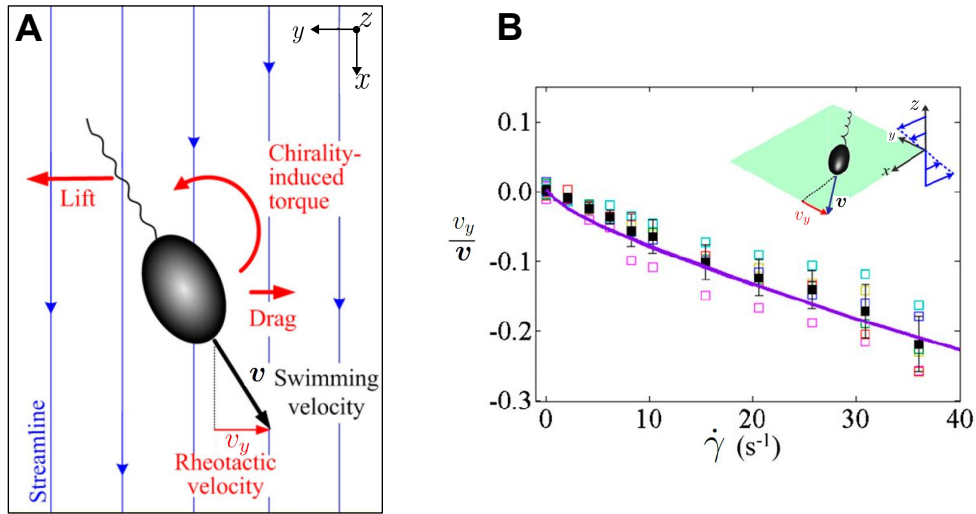 A
z
y
x
Chirality-
induced
torque
Lift
Drag
v Swimming
velocity
v_y
Rheotactic
velocity
Streamline
B
0.1
0.0
-0.1
-0.2
-0.3
v_y
v
0
10
20
30
40
γ̇ (s⁻¹)
z
y
x
v
v_y